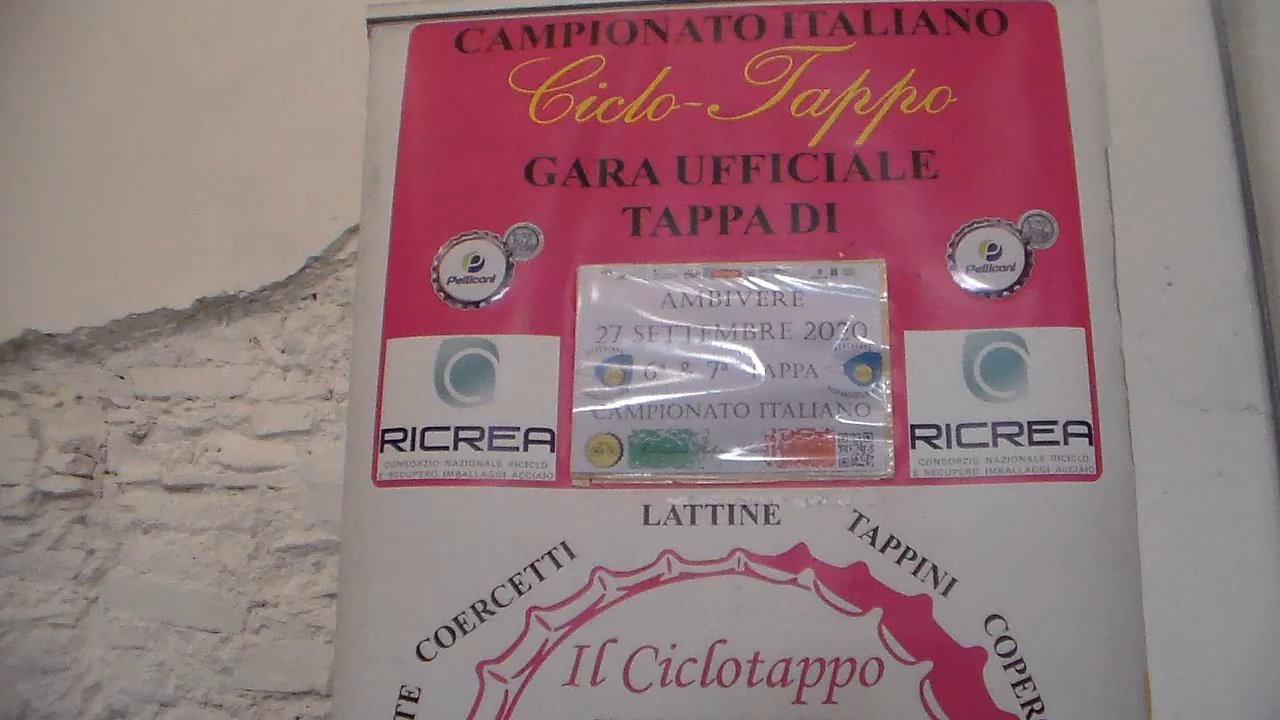 CAMPIONATO ITALIANO
Ciclo-Tappo
GARA UFFICIALE
TAPPA DI
Pelliconi
Pelliconi
AMBIVERE
27 SETTEMBRE 2020
6ª & 7ª TAPPA
CAMPIONATO ITALIANO
RICREA
CONSORZIO NAZIONALE RICICLO
E RECUPERO IMBALLAGGI ACCIAIO
RICREA
CONSORZIO NAZIONALE RICICLO
E RECUPERO IMBALLAGGI ACCIAIO
LATTINE
TAPPINI
COERCETTI
COPER
TE
Il Ciclotappo